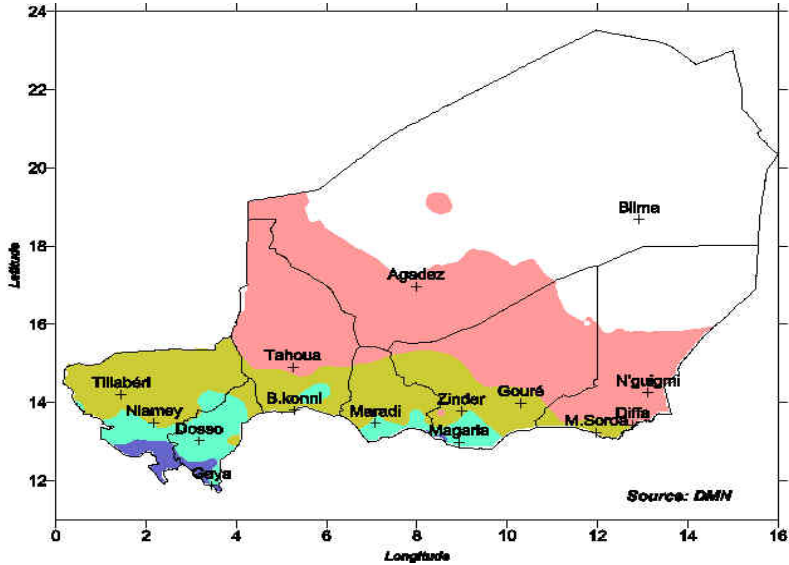 24
22
20
18
16
14
12
Latitude
Bilma
Agadez
Tahoua
N'guigmi
Tillabéri
B.konni
Zinder
Gouré
Niamey
Maradi
Diffa
Dosso
Magaria
M.Soroa
Gaya
Source: DMN
0 2 4 6 8 10 12 14 16
Longitude